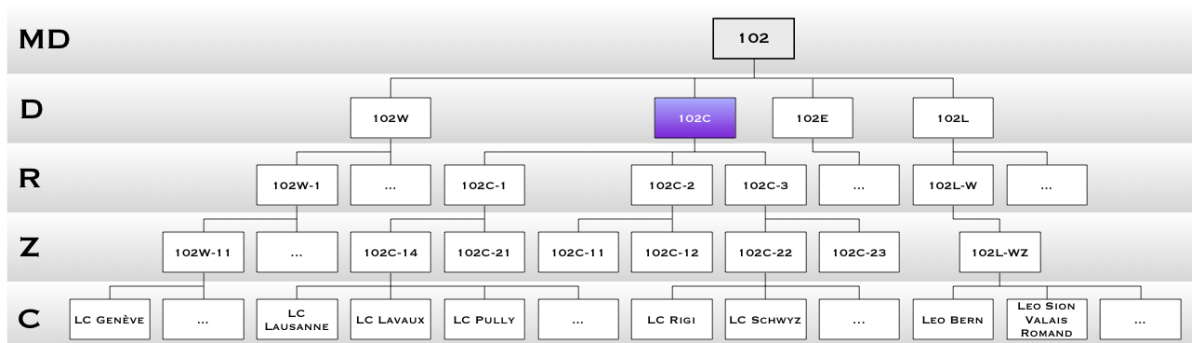 MD
102
D
102W
102C
102E
102L
R
102W-1
...
102C-1
102C-2
102C-3
...
102L-W
...
Z
102W-11
...
102C-14
102C-21
102C-11
102C-12
102C-22
102C-23
102L-WZ
C
LC Genève
...
LC
Lausanne
LC Lavaux
LC Pully
...
LC Rigi
LC Schwyz
...
Leo Bern
Leo Sion
Valais
Romand
...